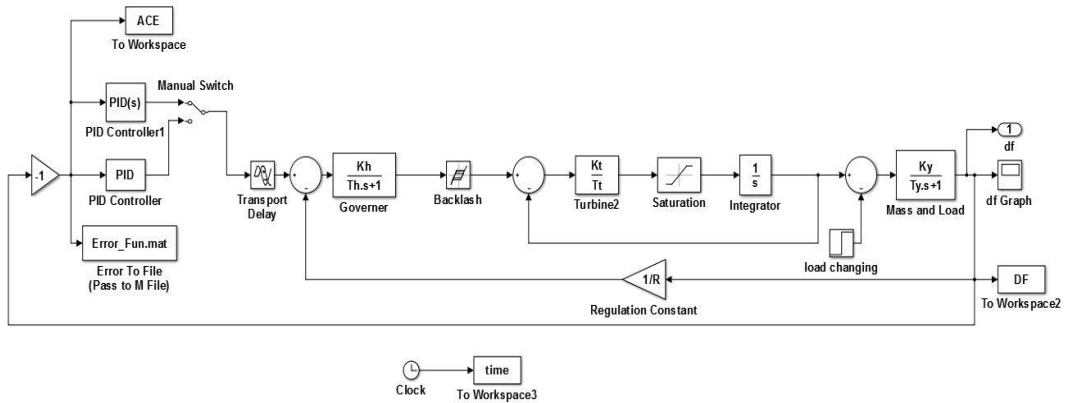 ACE
To Workspace
Manual Switch
PID(s)
PID Controller1
-1
PID
PID Controller
Error_Fun.mat
Error To File
(Pass to M File)
Transport
Delay
+
-
Kh
Th.s+1
Governer
Backlash
+
-
Kt
Tt
Turbine2
Saturation
1
s
Integrator
+
-
load changing
Ky
Ty.s+1
Mass and Load
1
df
df Graph
1/R
Regulation Constant
DF
To Workspace2
Clock
time
To Workspace3